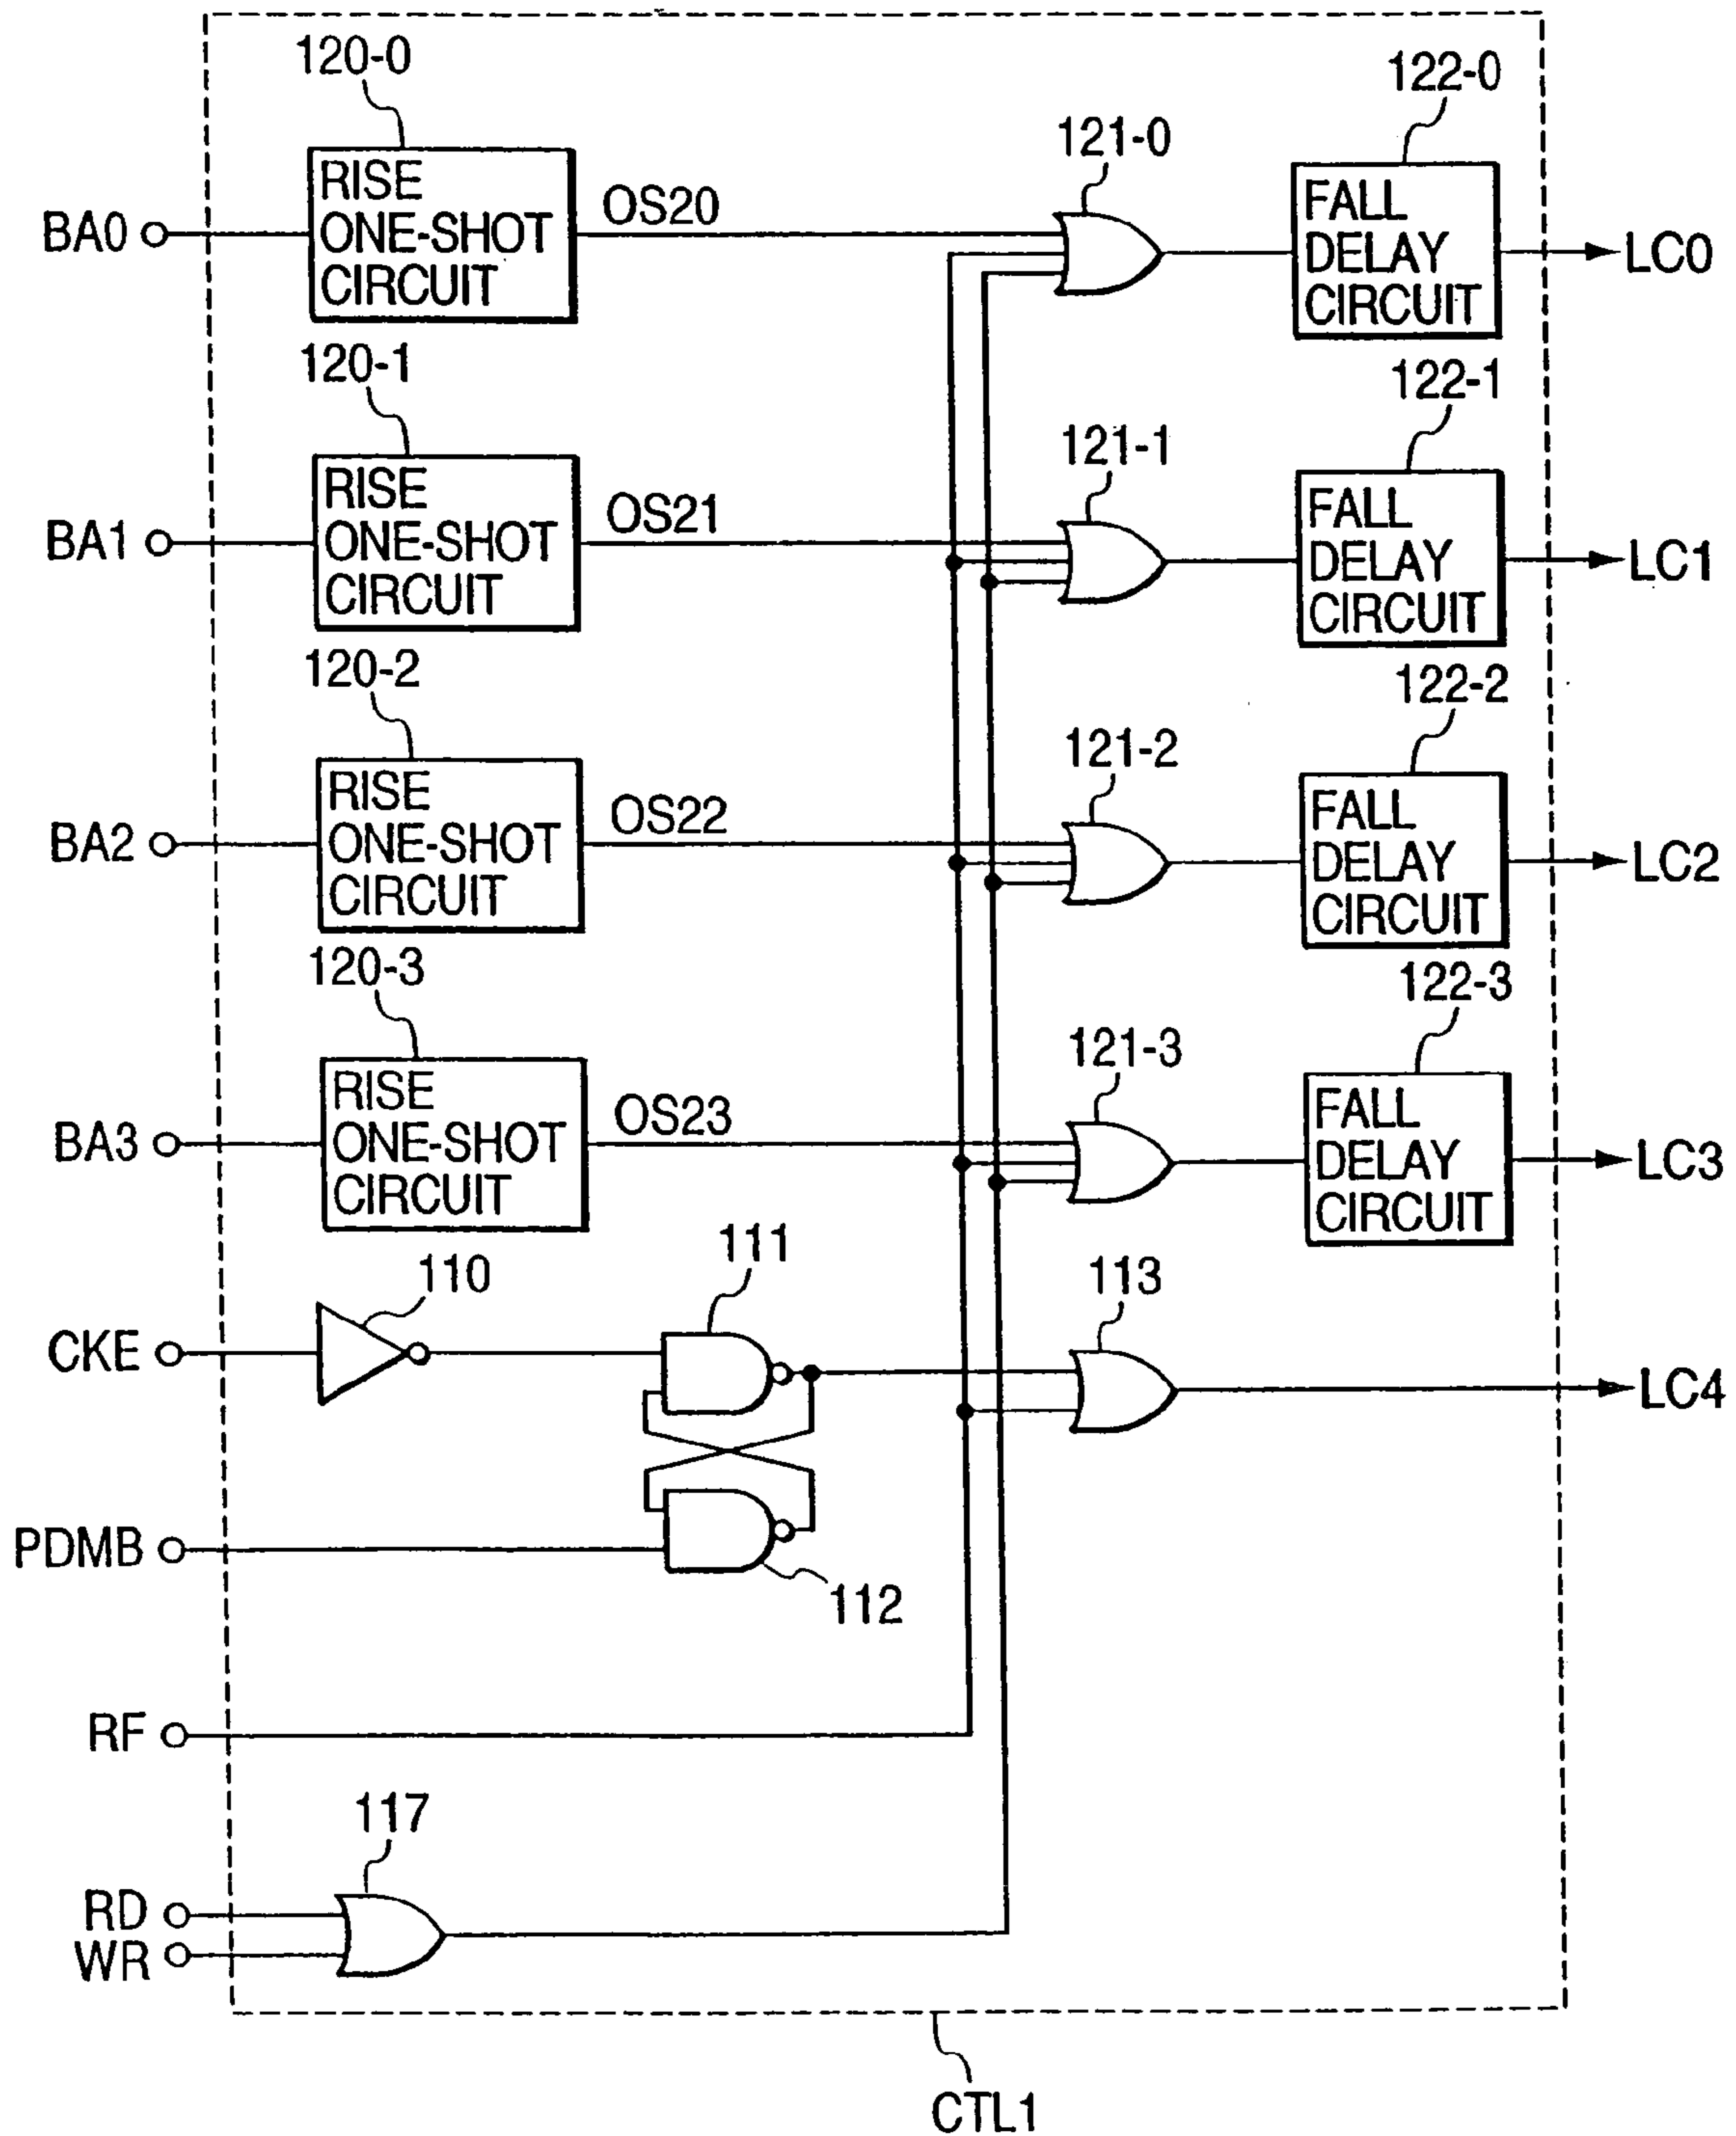 120-0
122-0
121-0
RISE
ONE-SHOT
CIRCUIT
OS20
BA0
FALL
DELAY
CIRCUIT
LC0
120-1
122-1
121-1
RISE
ONE-SHOT
CIRCUIT
OS21
BA1
FALL
DELAY
CIRCUIT
LC1
120-2
122-2
121-2
RISE
ONE-SHOT
CIRCUIT
OS22
BA2
FALL
DELAY
CIRCUIT
LC2
120-3
122-3
121-3
RISE
ONE-SHOT
CIRCUIT
OS23
BA3
FALL
DELAY
CIRCUIT
LC3
111
110
113
CKE
LC4
PDMB
112
RF
117
RD
WR
CTL1